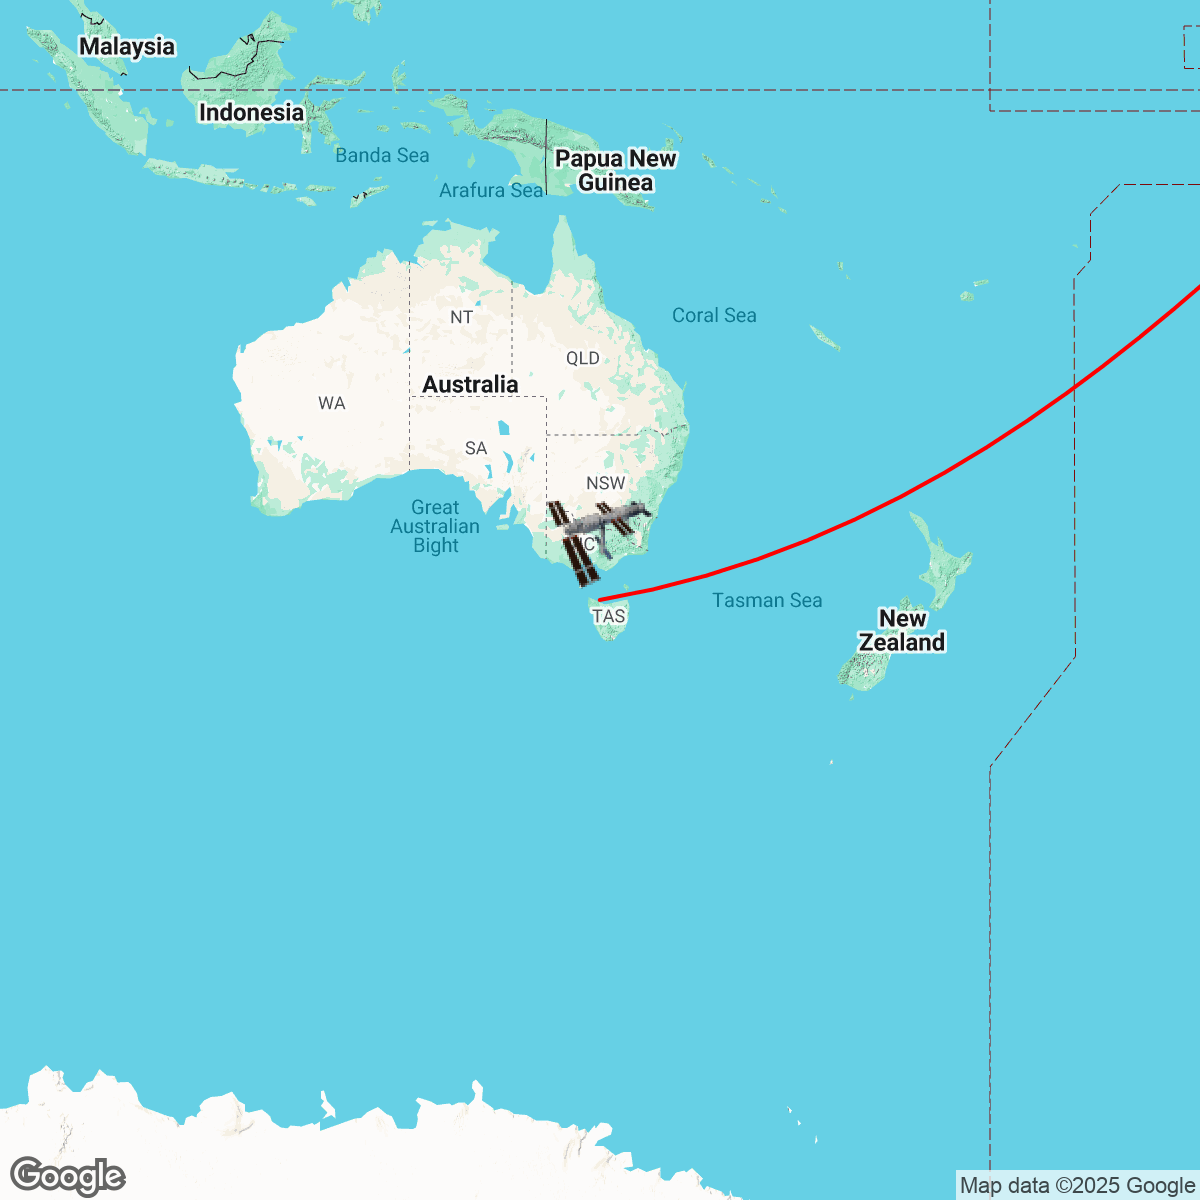 Malaysia
Indonesia
Banda Sea
Papua New
Guinea
Arafura Sea
NT
Coral Sea
QLD
Australia
WA
SA
NSW
Great
Australian
Bight
TAS
Tasman Sea
New
Zealand
Google
Map data ©2025 Google